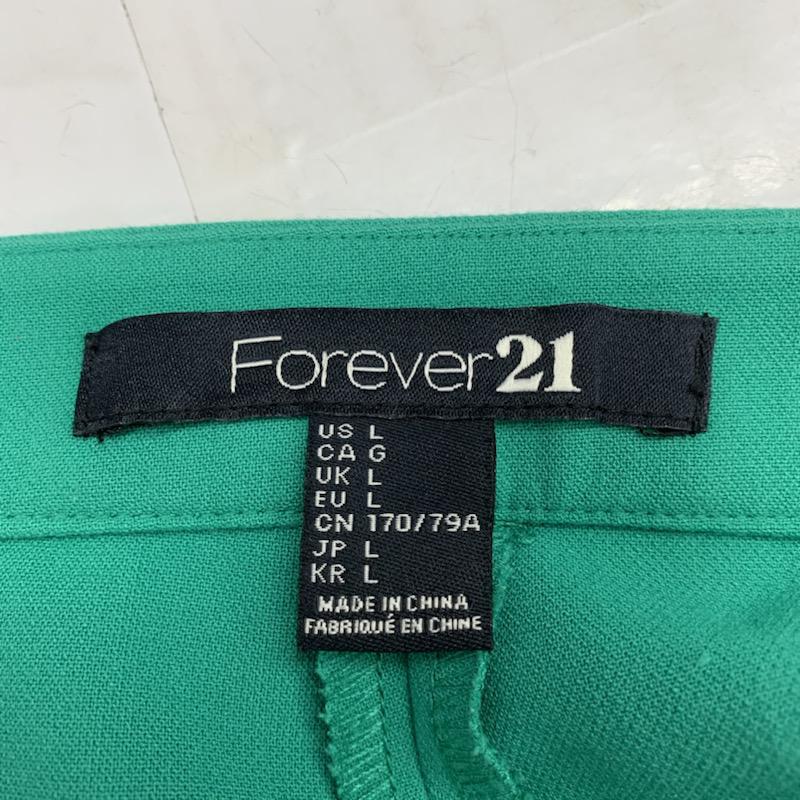 Forever21
US L
CA G
UK L
EU L
CN 170/79A
JP L
KR L
MADE IN CHINA
FABRIQUÉ EN CHINE